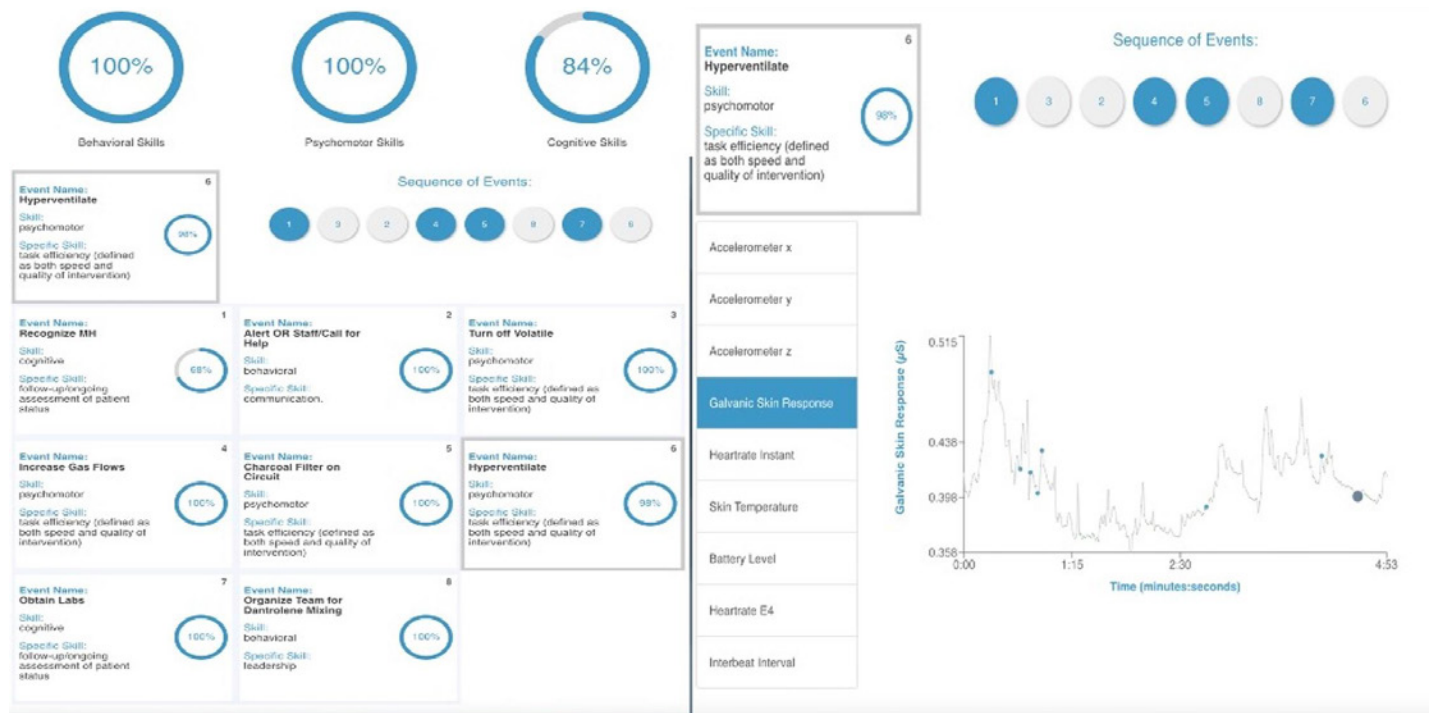 100%
100%
84%
Behavioral Skills
Psychomotor Skills
Cognitive Skills
6
Event Name:
Hyperventilate
Skill:
psychomotor
Specific Skill:
task efficiency (defined
as both speed and
quality of intervention)
98%
Sequence of Events:
1 3 2 4 5 8 7 6
1
Event Name:
Recognize MH
Skill:
cognitive
Specific Skill:
follow-up/ongoing
assessment of patient
status
68%
2
Event Name:
Alert OR Staff/Call for
Help
Skill:
behavioral
Specific Skill:
communication.
100%
3
Event Name:
Turn off Volatile
Skill:
psychomotor
Specific Skill:
task efficiency (defined as
both speed and quality of
intervention)
100%
4
Event Name:
Increase Gas Flows
Skill:
psychomotor
Specific Skill:
task efficiency (defined as
both speed and quality of
intervention)
100%
5
Event Name:
Charcoal Filter on
Circuit
Skill:
psychomotor
Specific Skill:
task efficiency (defined as
both speed and quality of
intervention)
100%
6
Event Name:
Hyperventilate
Skill:
psychomotor
Specific Skill:
task efficiency (defined as
both speed and quality of
intervention)
98%
7
Event Name:
Obtain Labs
Skill:
cognitive
Specific Skill:
follow-up/ongoing
assessment of patient
status
100%
8
Event Name:
Organize Team for
Dantrolene Mixing
Skill:
behavioral
Specific Skill:
leadership
100%
6
Event Name:
Hyperventilate
Skill:
psychomotor
Specific Skill:
task efficiency (defined
as both speed and
quality of intervention)
98%
Sequence of Events:
1 3 2 4 5 8 7 6
Accelerometer x
Accelerometer y
Accelerometer z
Galvanic Skin Response
Heartrate Instant
Skin Temperature
Battery Level
Heartrate E4
Interbeat Interval
Galvanic Skin Response (µS)
0.515
0.438
0.398
0.358
0:00 1:15 2:30 4:53
Time (minutes:seconds)